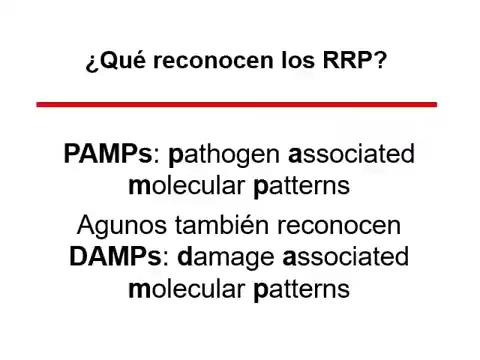 ¿Qué reconocen los RRP?
PAMPs: pathogen associated
molecular patterns
Agunos también reconocen
DAMPs: damage associated
molecular patterns